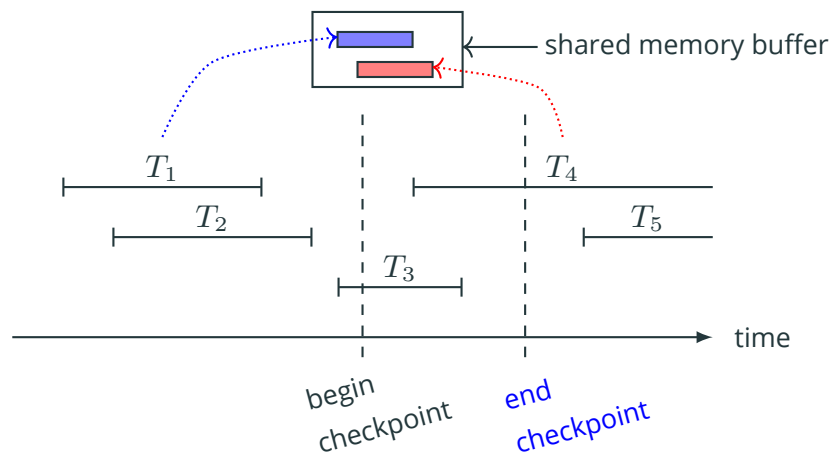 shared memory buffer
T₁
T₄
T₂
T₅
T₃
time
begin
checkpoint
end
checkpoint